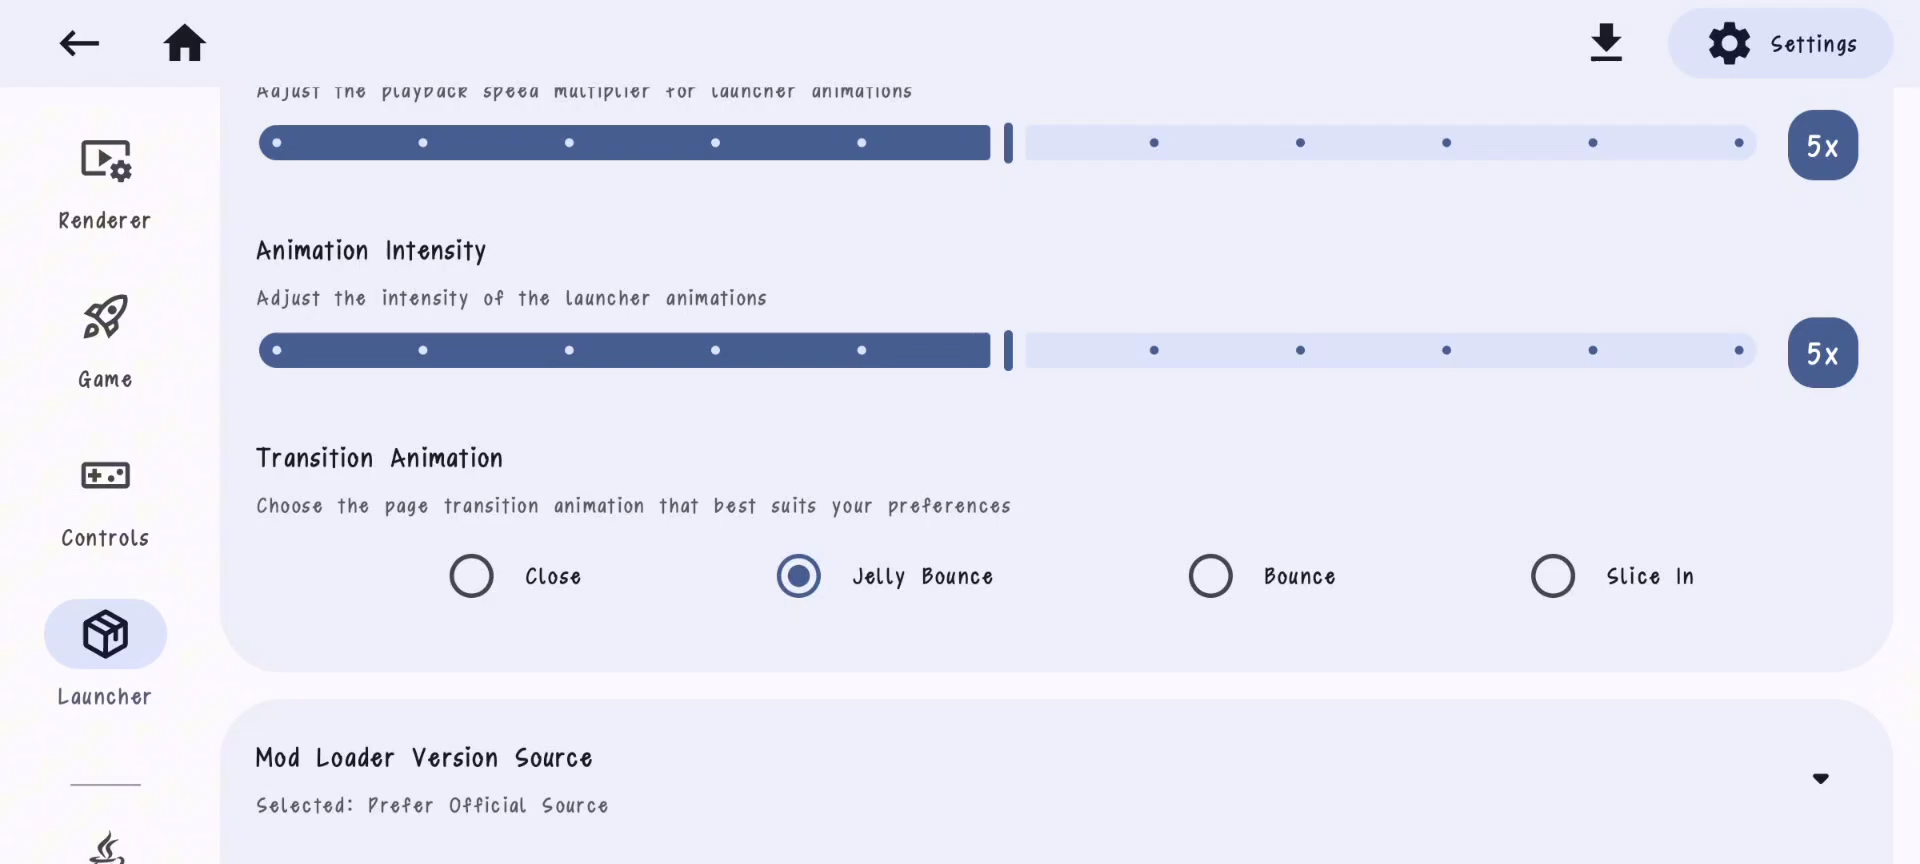 Settings
Adjust the playback speed multiplier for launcher animations
5x
Renderer
Animation Intensity
Adjust the intensity of the launcher animations
5x
Game
Transition Animation
Choose the page transition animation that best suits your preferences
Controls
Close
Jelly Bounce
Bounce
Slice In
Launcher
Mod Loader Version Source
Selected: Prefer Official Source